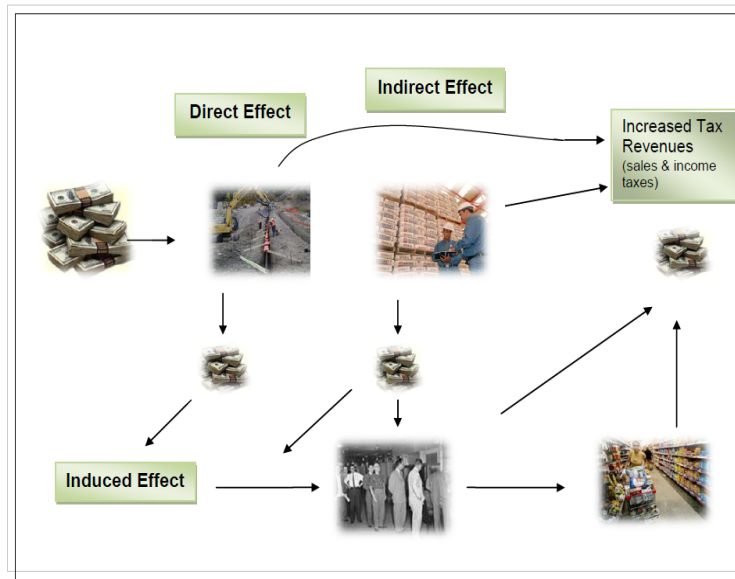 Indirect Effect
Direct Effect
Increased Tax
Revenues
(sales & income
taxes)
Induced Effect